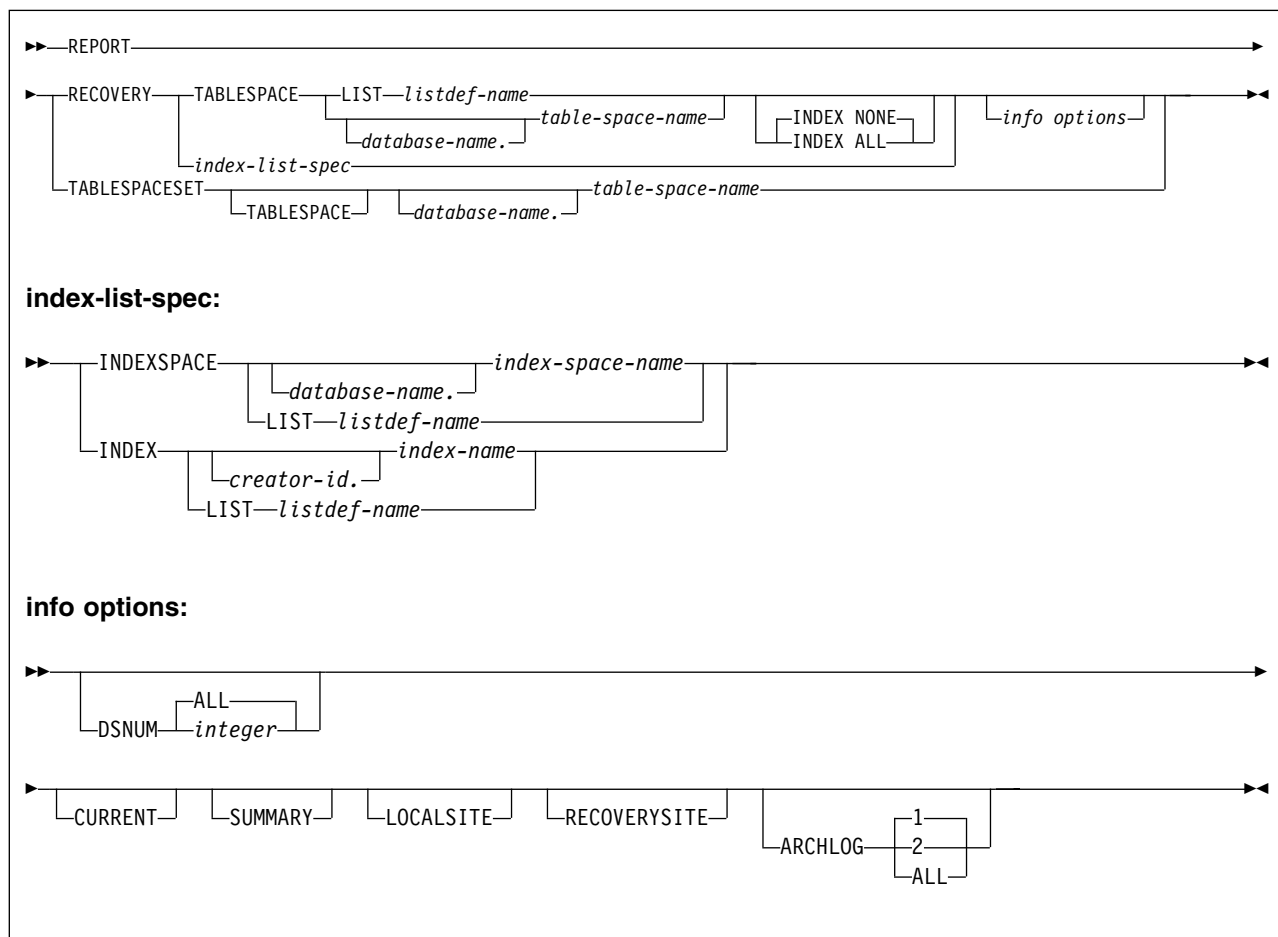 REPORT
RECOVERY TABLESPACE LIST listdef-name
table-space-name INDEX NONE
database-name. INDEX ALL info options
index-list-spec
TABLESPACESET table-space-name
TABLESPACE database-name.
index-list-spec:
INDEXSPACE index-space-name
database-name.
LIST listdef-name
INDEX index-name
creator-id.
LIST listdef-name
info options:
ALL
DSNUM integer
CURRENT SUMMARY LOCALSITE RECOVERYSITE 1
ARCHLOG 2
ALL